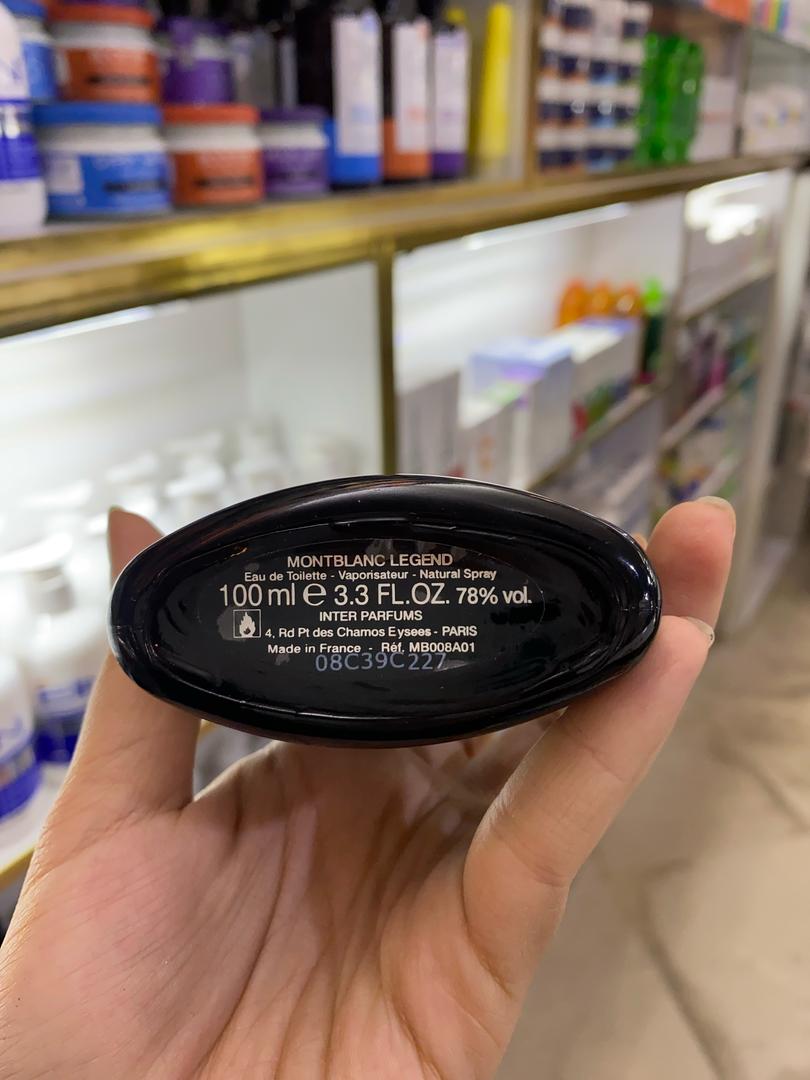 MONTBLANC LEGEND
Eau de Toilette - Vaporisateur - Natural Spray
100 ml ℮ 3.3 FL.OZ. 78% vol.
INTER PARFUMS
4, Rd Pt des Chamos Eysees - PARIS
Made in France - Réf. MB008A01
08C39C227